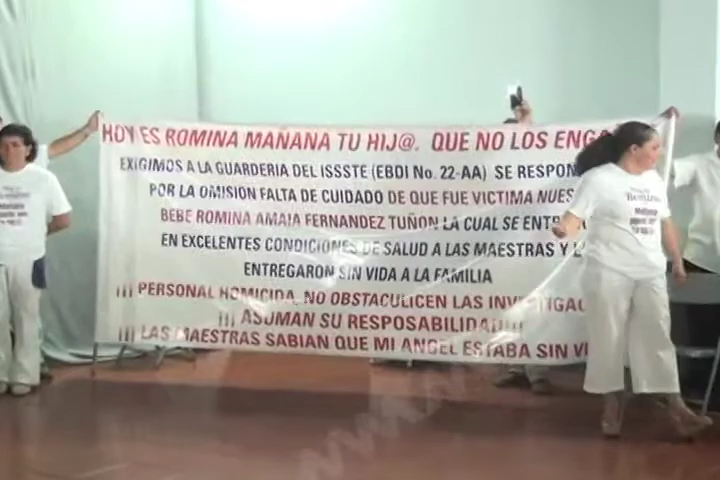 HOY ES ROMINA MAÑANA TU HIJ@. QUE NO LOS ENGA
EXIGIMOS A LA GUARDERIA DEL ISSSTE (EBDI No. 22-AA) SE RESPON
POR LA OMISION FALTA DE CUIDADO DE QUE FUE VICTIMA NUES
BEBE ROMINA AMAIA FERNANDEZ TUÑON LA CUAL SE ENTR
EN EXCELENTES CONDICIONES DE SALUD A LAS MAESTRAS Y L
ENTREGARON SIN VIDA A LA FAMILIA
¡¡¡ PERSONAL HOMICIDA, NO OBSTACULICEN LAS INVESTIGAC
¡¡¡ ASUMAN SU RESPOSABILIDAD!!!
¡¡¡ LAS MAESTRAS SABIAN QUE MI ANGEL ESTABA SIN VI